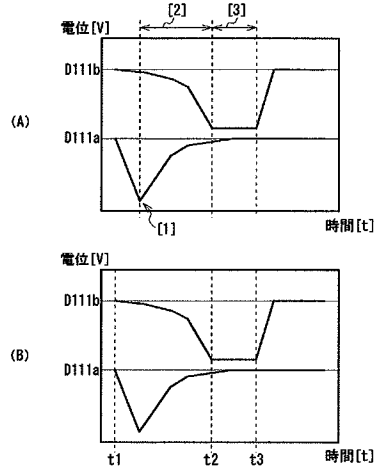 [2]
[3]
電位[V]
D111b
(A)
D111a
[1]
時間[t]
電位[V]
D111b
(B)
D111a
t1
t2
t3
時間[t]